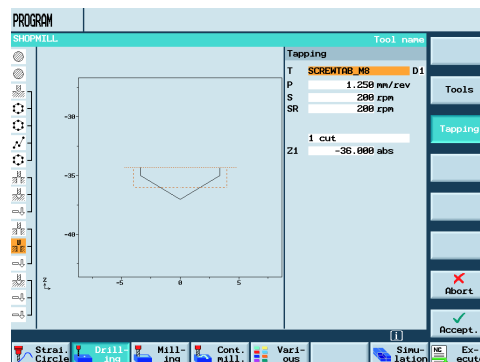 PROGRAM
SHOPMILL Tool name
Tapping
T SCREWTAB_M8 D1
P 1.250 mm/rev
S 200 rpm
SR 200 rpm
1 cut
Z1 -36.000 abs
-30
-35
-40
Z
-5 0 5
Tools
Tapping
Abort
Accept.
i
Strai. Circle
Drill- ing
Mill- ing
Cont. mill.
Vari- ous
Simu- lation
NC Ex- ecut